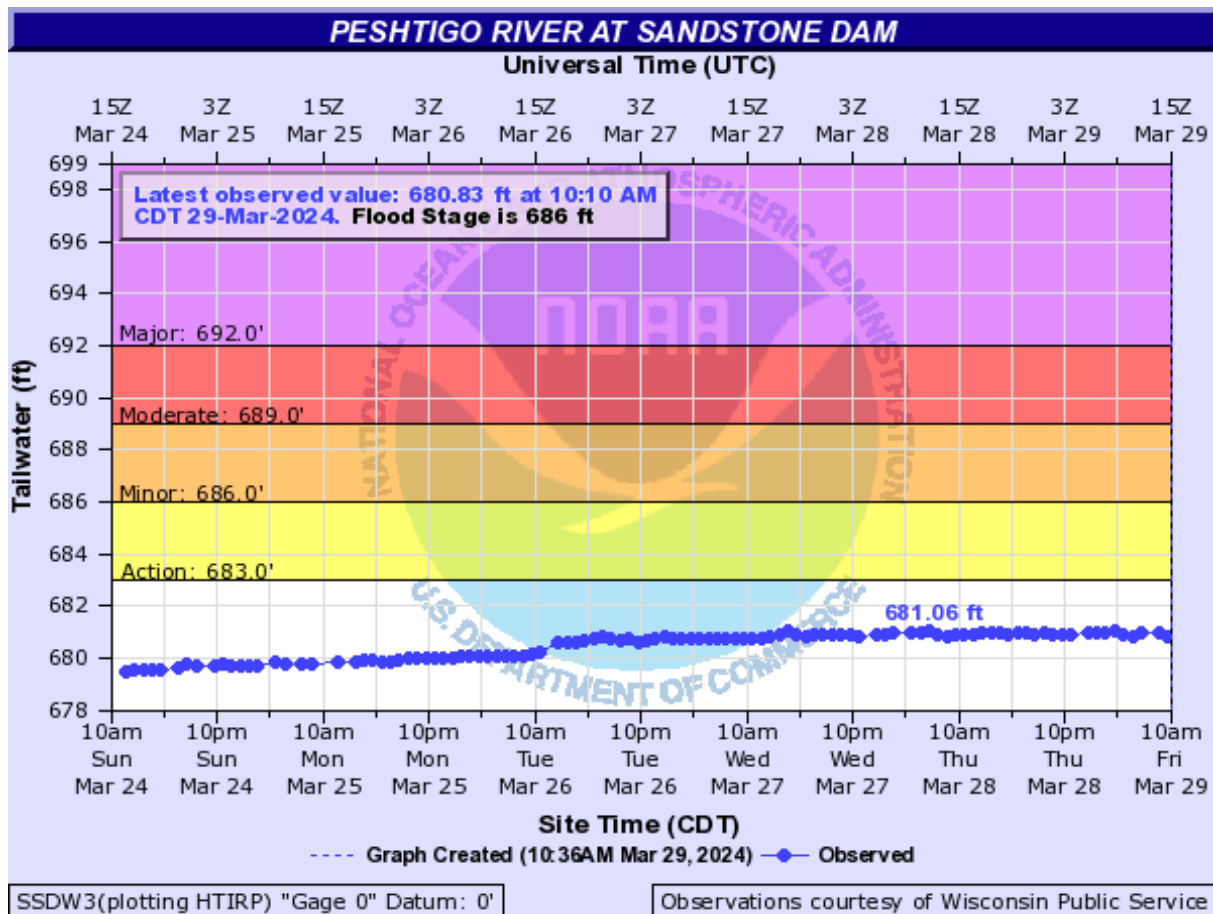 PESHTIGO RIVER AT SANDSTONE DAM
Universal Time (UTC)
15Z 3Z 15Z 3Z 15Z 3Z 15Z 3Z 15Z 3Z 15Z
Mar 24 Mar 25 Mar 25 Mar 26 Mar 26 Mar 27 Mar 27 Mar 28 Mar 28 Mar 29 Mar 29
699
698
Latest observed value: 680.83 ft at 10:10 AM
CDT 29-Mar-2024. Flood Stage is 686 ft
696
694
Major: 692.0'
692
690
Moderate: 689.0'
688
Minor: 686.0'
686
684
Action: 683.0'
682
681.06 ft
680
678
Tailwater (ft)
NATIONAL OCEANIC AND ATMOSPHERIC ADMINISTRATION
NOAA
U.S. DEPARTMENT OF COMMERCE
10am 10pm 10am 10pm 10am 10pm 10am 10pm 10am 10pm 10am
Sun Sun Mon Mon Tue Tue Wed Wed Thu Thu Fri
Mar 24 Mar 24 Mar 25 Mar 25 Mar 26 Mar 26 Mar 27 Mar 27 Mar 28 Mar 28 Mar 29
Site Time (CDT)
Graph Created (10:36AM Mar 29, 2024) Observed
SSDW3(plotting HTIRP) "Gage 0" Datum: 0'
Observations courtesy of Wisconsin Public Service